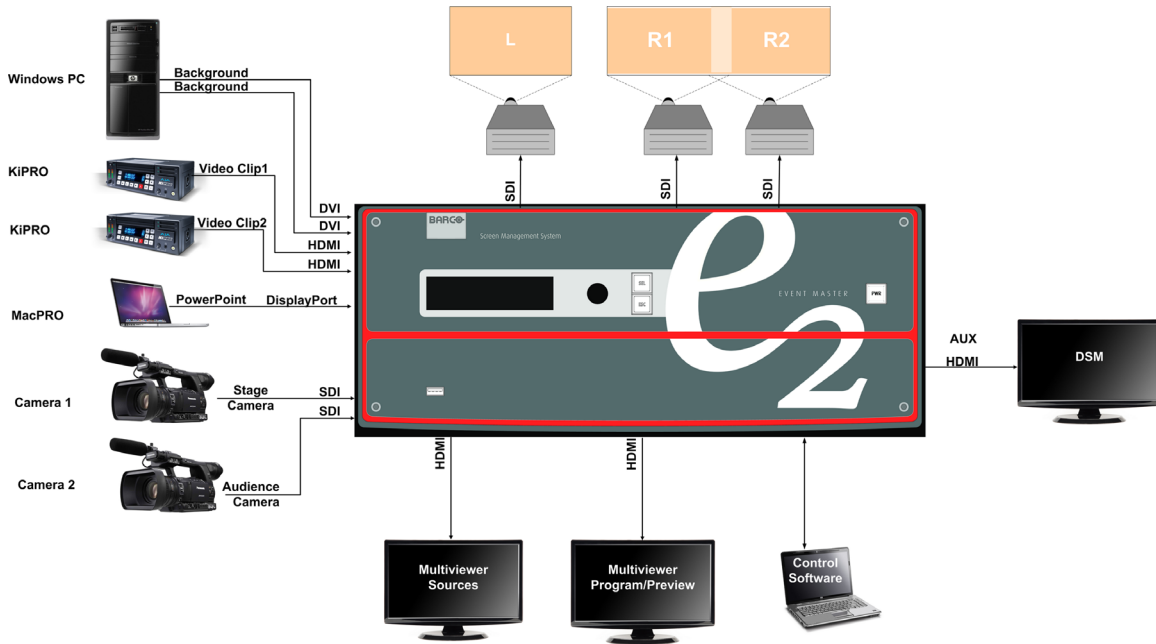 L
R1
R2
Windows PC
Background
Background
KiPRO
Video Clip1
KiPRO
Video Clip2
MacPRO
PowerPoint
DisplayPort
Camera 1
Stage
Camera
Camera 2
Audience
Camera
DVI
DVI
HDMI
HDMI
SDI
SDI
SDI
SDI
SDI
BARCO
Screen Management System
e2
EVENT MASTER
PWR
AUX
HDMI
DSM
HDMI
HDMI
Multiviewer
Sources
Multiviewer
Program/Preview
Control
Software